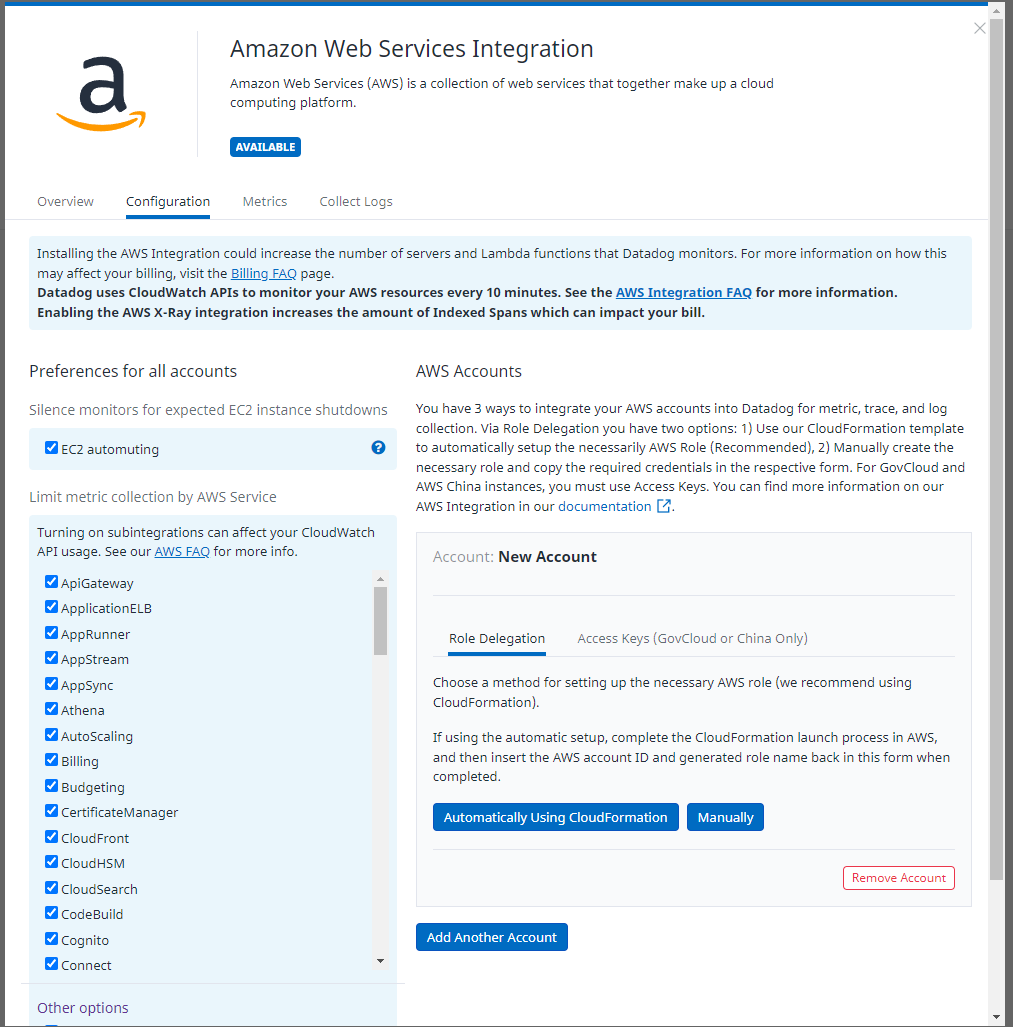 Amazon Web Services Integration
Amazon Web Services (AWS) is a collection of web services that together make up a cloud
computing platform.
AVAILABLE
Overview
Configuration
Metrics
Collect Logs
Installing the AWS Integration could increase the number of servers and Lambda functions that Datadog monitors. For more information on how this
may affect your billing, visit the Billing FAQ page.
Datadog uses CloudWatch APIs to monitor your AWS resources every 10 minutes. See the AWS Integration FAQ for more information.
Enabling the AWS X-Ray integration increases the amount of Indexed Spans which can impact your bill.
Preferences for all accounts
Silence monitors for expected EC2 instance shutdowns
EC2 automuting
?
Limit metric collection by AWS Service
Turning on subintegrations can affect your CloudWatch
API usage. See our AWS FAQ for more info.
ApiGateway
ApplicationELB
AppRunner
AppStream
AppSync
Athena
AutoScaling
Billing
Budgeting
CertificateManager
CloudFront
CloudHSM
CloudSearch
CodeBuild
Cognito
Connect
Other options
AWS Accounts
You have 3 ways to integrate your AWS accounts into Datadog for metric, trace, and log
collection. Via Role Delegation you have two options: 1) Use our CloudFormation template
to automatically setup the necessarily AWS Role (Recommended), 2) Manually create the
necessary role and copy the required credentials in the respective form. For GovCloud and
AWS China instances, you must use Access Keys. You can find more information on our
AWS Integration in our documentation.
Account: New Account
Role Delegation
Access Keys (GovCloud or China Only)
Choose a method for setting up the necessary AWS role (we recommend using
CloudFormation).
If using the automatic setup, complete the CloudFormation launch process in AWS,
and then insert the AWS account ID and generated role name back in this form when
completed.
Automatically Using CloudFormation
Manually
Remove Account
Add Another Account